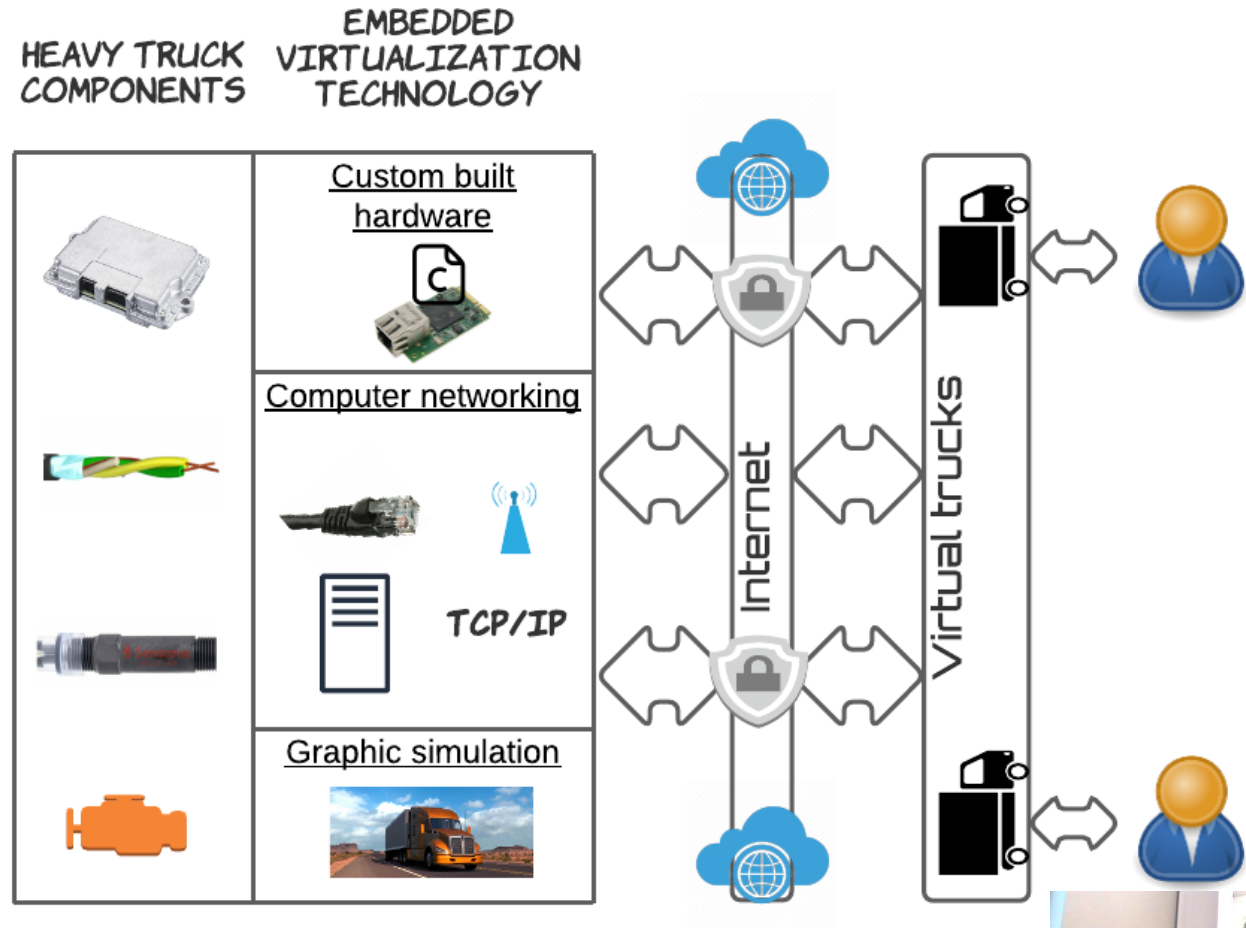 HEAVY TRUCK
COMPONENTS
EMBEDDED
VIRTUALIZATION
TECHNOLOGY
Custom built
hardware
C
Computer networking
TCP/IP
Graphic simulation
Internet
Virtual trucks